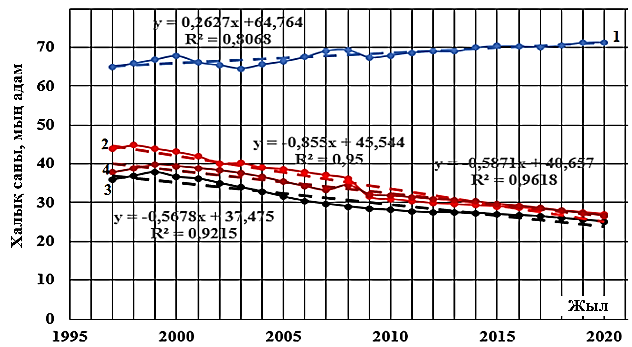 y = 0,2627x +64,764
R² = 0,8068
1
70
60
Халық саны, мың адам
50
2
y = -0,855x + 45,544
R² = 0,95
y = -0,5871x + 40,657
R² = 0,9618
40
4
3
30
y = -0,5678x + 37,475
R² = 0,9215
20
10
Жыл
0
1995 2000 2005 2010 2015 2020